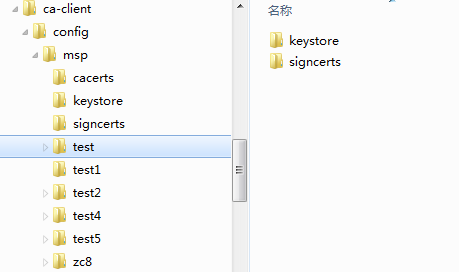 ca-client
config
msp
cacerts
keystore
signcerts
test
test1
test2
test4
test5
zc8
名称
keystore
signcerts